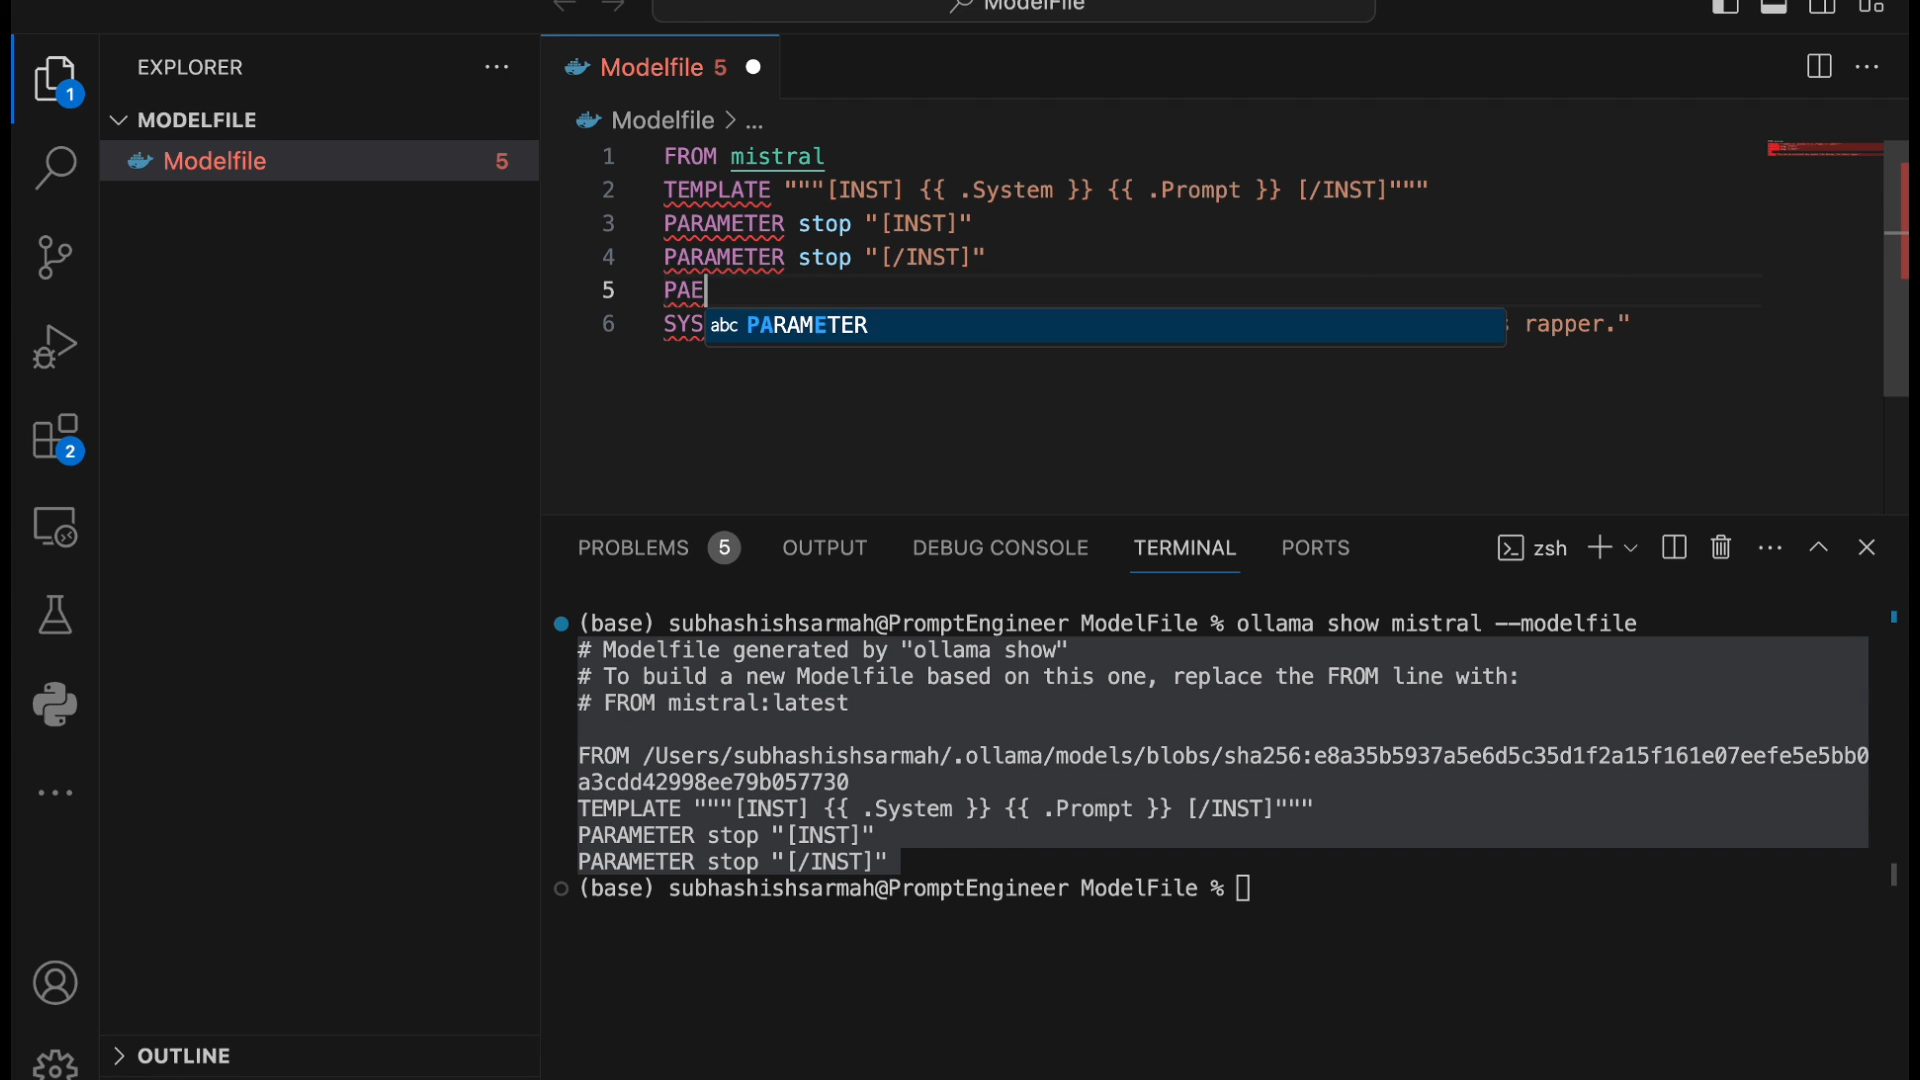 ModelFile
EXPLORER
Modelfile 5
1
MODELFILE
Modelfile > ...
Modelfile 5
1 FROM mistral
2 TEMPLATE """[INST] {{ .System }} {{ .Prompt }} [/INST]"""
3 PARAMETER stop "[INST]"
4 PARAMETER stop "[/INST]"
5 PAE
abc PARAMETER
6 SYS rapper."
2
PROBLEMS 5 OUTPUT DEBUG CONSOLE TERMINAL PORTS zsh
(base) subhashishsarmah@PromptEngineer ModelFile % ollama show mistral --modelfile
# Modelfile generated by "ollama show"
# To build a new Modelfile based on this one, replace the FROM line with:
# FROM mistral:latest
FROM /Users/subhashishsarmah/.ollama/models/blobs/sha256:e8a35b5937a5e6d5c35d1f2a15f161e07eefe5e5bb0
a3cdd42998ee79b057730
TEMPLATE """[INST] {{ .System }} {{ .Prompt }} [/INST]"""
PARAMETER stop "[INST]"
PARAMETER stop "[/INST]"
(base) subhashishsarmah@PromptEngineer ModelFile %
OUTLINE